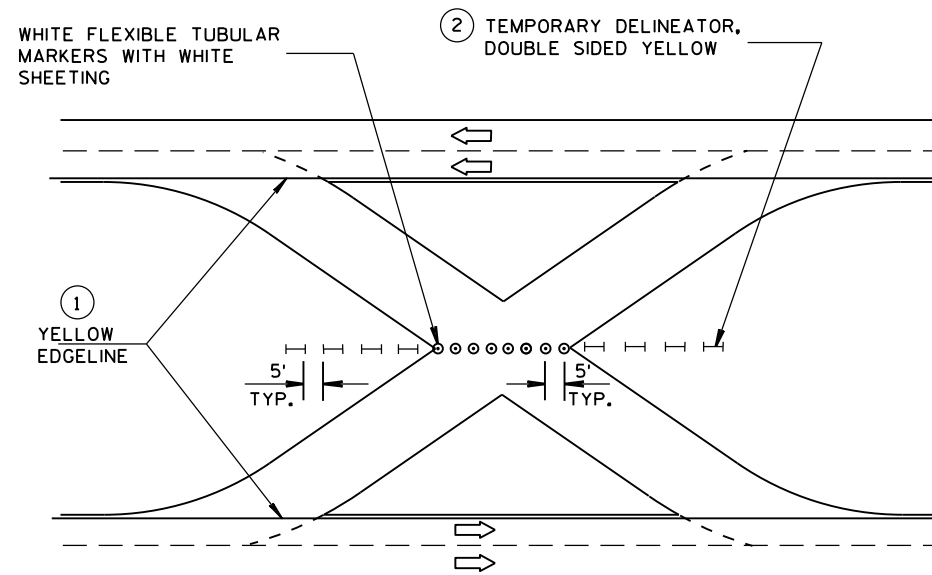 WHITE FLEXIBLE TUBULAR
MARKERS WITH WHITE
SHEETING
2 TEMPORARY DELINEATOR,
DOUBLE SIDED YELLOW
1
YELLOW
EDGELINE
5'
TYP.
5'
TYP.